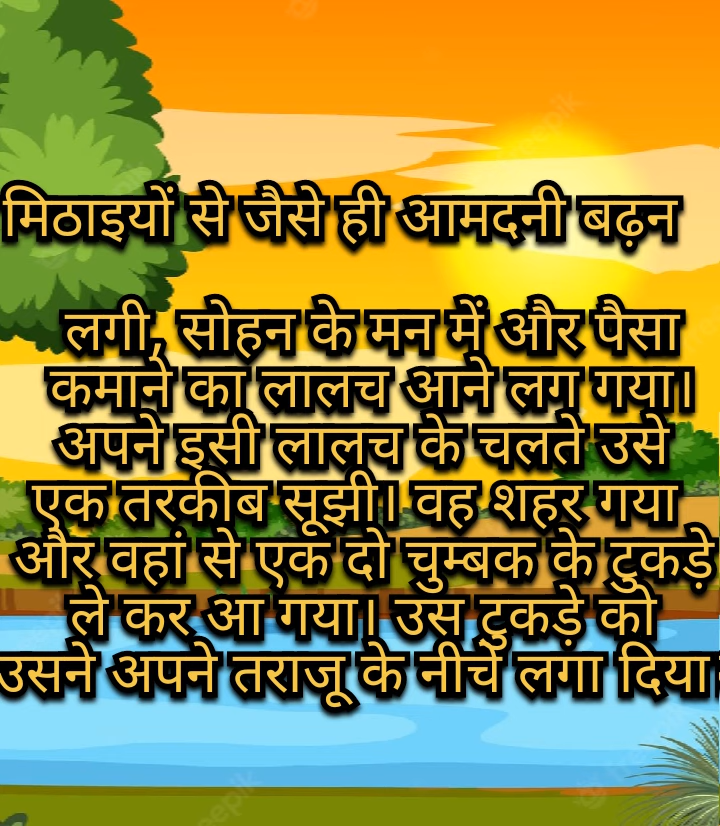 मिठाइयों से जैसे ही आमदनी बढ़न
लगी, सोहन के मन में और पैसा
कमाने का लालच आने लग गया।
अपने इसी लालच के चलते उसे
एक तरकीब सूझी। वह शहर गया
और वहां से एक दो चुम्बक के टुकड़े
ले कर आ गया। उस टुकड़े को
उसने अपने तराजू के नीचे लगा दिया